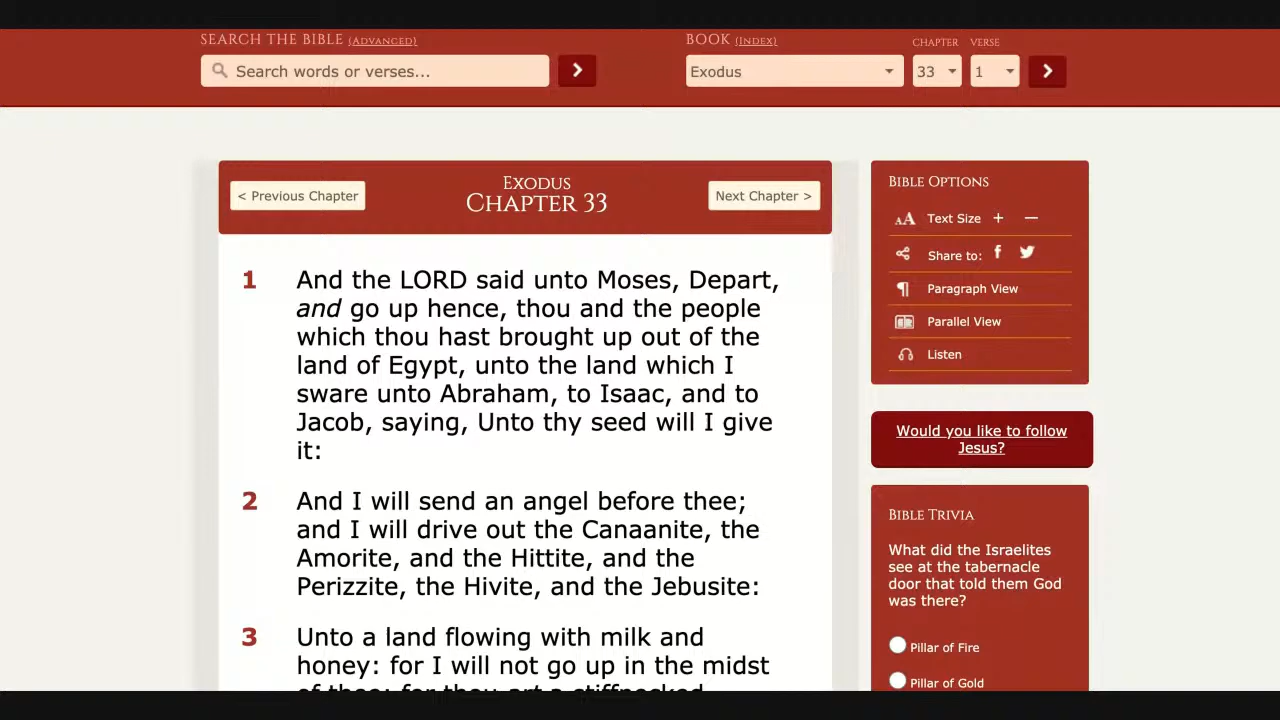 SEARCH THE BIBLE (ADVANCED)
BOOK (INDEX)
CHAPTER
VERSE
Search words or verses...
Exodus
33
1
< Previous Chapter
EXODUS
CHAPTER 33
Next Chapter >
1 And the LORD said unto Moses, Depart,
and go up hence, thou and the people
which thou hast brought up out of the
land of Egypt, unto the land which I
sware unto Abraham, to Isaac, and to
Jacob, saying, Unto thy seed will I give
it:
2 And I will send an angel before thee;
and I will drive out the Canaanite, the
Amorite, and the Hittite, and the
Perizzite, the Hivite, and the Jebusite:
3 Unto a land flowing with milk and
honey: for I will not go up in the midst
of thee; for thou art a stiffnecked
BIBLE OPTIONS
AA Text Size + —
Share to:
Paragraph View
Parallel View
Listen
Would you like to follow
Jesus?
BIBLE TRIVIA
What did the Israelites
see at the tabernacle
door that told them God
was there?
Pillar of Fire
Pillar of Gold